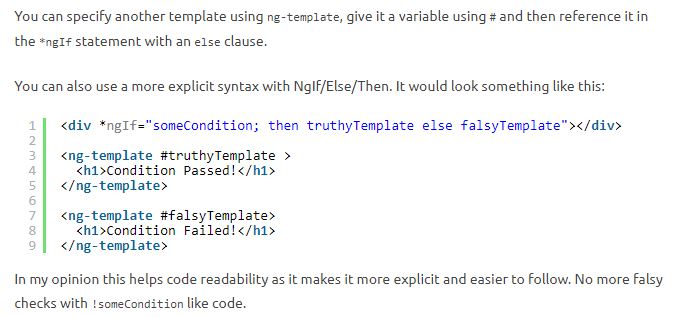 You can specify another template using ng-template, give it a variable using # and then reference it in
the *ngIf statement with an else clause.
You can also use a more explicit syntax with NgIf/Else/Then. It would look something like this:
1 <div *ngIf="someCondition; then truthyTemplate else falsyTemplate"></div>
2
3 <ng-template #truthyTemplate >
4   <h1>Condition Passed!</h1>
5 </ng-template>
6
7 <ng-template #falsyTemplate>
8   <h1>Condition Failed!</h1>
9 </ng-template>
In my opinion this helps code readability as it makes it more explicit and easier to follow. No more falsy
checks with !someCondition like code.